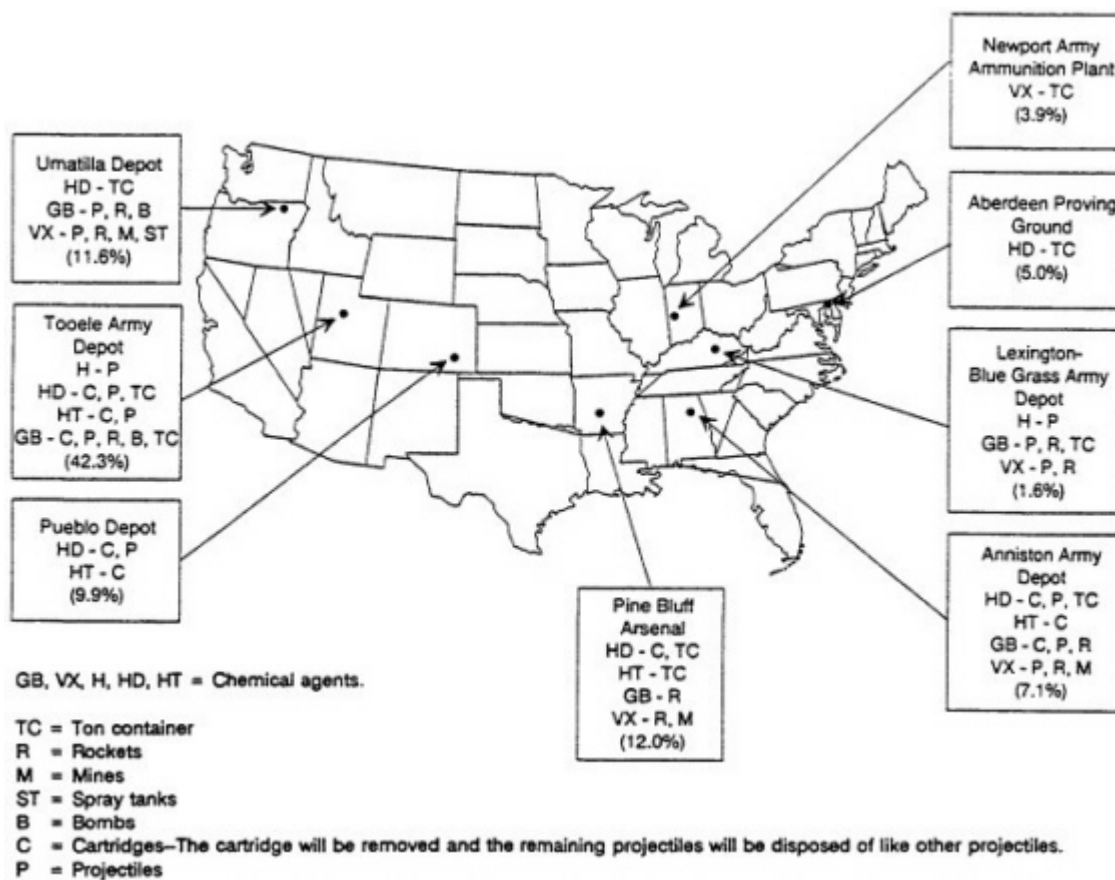 Newport Army
Ammunition Plant
VX - TC
(3.9%)
Umatilla Depot
HD - TC
GB - P, R, B
VX - P, R, M, ST
(11.6%)
Aberdeen Proving
Ground
HD - TC
(5.0%)
Tooele Army
Depot
H - P
HD - C, P, TC
HT - C, P
GB - C, P, R, B, TC
(42.3%)
Lexington-
Blue Grass Army
Depot
H - P
GB - P, R, TC
VX - P, R
(1.6%)
Pueblo Depot
HD - C, P
HT - C
(9.9%)
Pine Bluff
Arsenal
HD - C, TC
HT - TC
GB - R
VX - R, M
(12.0%)
Anniston Army
Depot
HD - C, P, TC
HT - C
GB - C, P, R
VX - P, R, M
(7.1%)
GB, VX, H, HD, HT = Chemical agents.
TC = Ton container
R = Rockets
M = Mines
ST = Spray tanks
B = Bombs
C = Cartridges–The cartridge will be removed and the remaining projectiles will be disposed of like other projectiles.
P = Projectiles